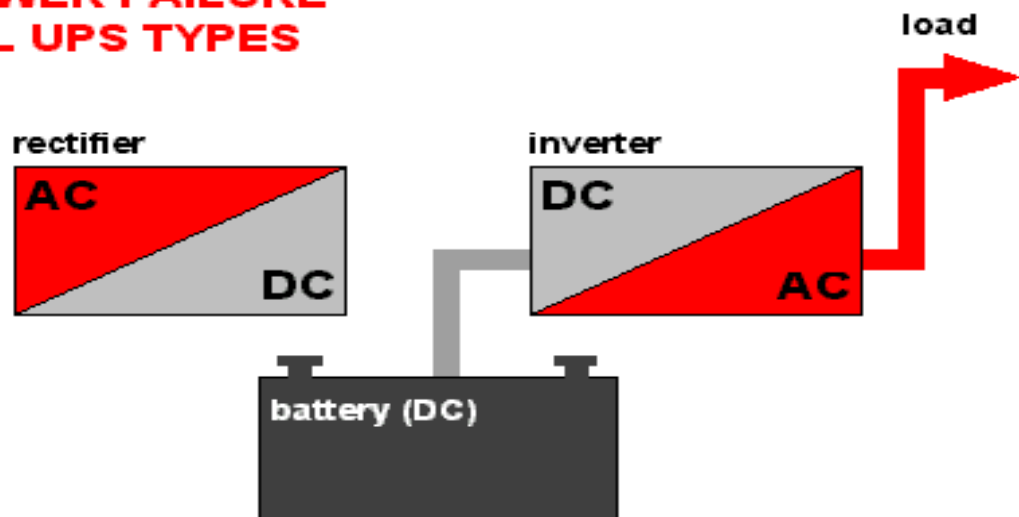 L UPS TYPES
load
rectifier
inverter
AC
DC
DC
AC
battery (DC)